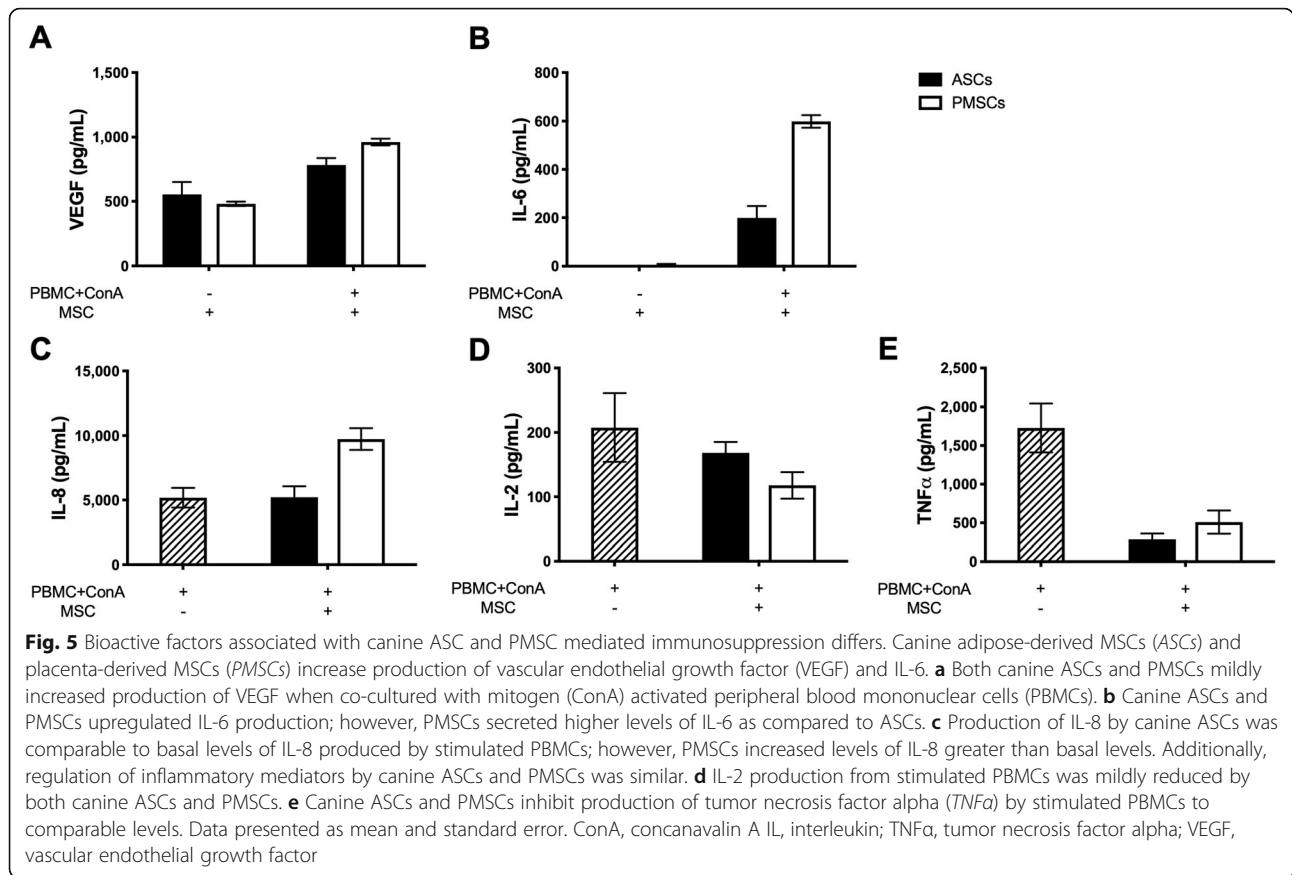 A
B
1,500
1,000
500
0
VEGF (pg/mL)
PBMC+ConA - +
MSC + +
800
600
400
200
0
IL-6 (pg/mL)
PBMC+ConA - +
MSC + +
ASCs
PMSCs
C
D
E
15,000
10,000
5,000
0
IL-8 (pg/mL)
PBMC+ConA + +
MSC - +
300
200
100
0
IL-2 (pg/mL)
PBMC+ConA + +
MSC - +
2,500
2,000
1,500
1,000
500
0
TNFα (pg/mL)
PBMC+ConA + +
MSC - +
Fig. 5 Bioactive factors associated with canine ASC and PMSC mediated immunosuppression differs. Canine adipose-derived MSCs (ASCs) and
placenta-derived MSCs (PMSCs) increase production of vascular endothelial growth factor (VEGF) and IL-6. a Both canine ASCs and PMSCs mildly
increased production of VEGF when co-cultured with mitogen (ConA) activated peripheral blood mononuclear cells (PBMCs). b Canine ASCs and
PMSCs upregulated IL-6 production; however, PMSCs secreted higher levels of IL-6 as compared to ASCs. c Production of IL-8 by canine ASCs was
comparable to basal levels of IL-8 produced by stimulated PBMCs; however, PMSCs increased levels of IL-8 greater than basal levels. Additionally,
regulation of inflammatory mediators by canine ASCs and PMSCs was similar. d IL-2 production from stimulated PBMCs was mildly reduced by
both canine ASCs and PMSCs. e Canine ASCs and PMSCs inhibit production of tumor necrosis factor alpha (TNFα) by stimulated PBMCs to
comparable levels. Data presented as mean and standard error. ConA, concanavalin A IL, interleukin; TNFα, tumor necrosis factor alpha; VEGF,
vascular endothelial growth factor